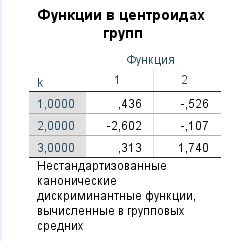 Функции в центроидах
групп
Функция
k 1 2
1,0000 ,436 -,526
2,0000 -2,602 -,107
3,0000 ,313 1,740
Нестандартизованные
канонические
дискриминантные функции,
вычисленные в групповых
средних